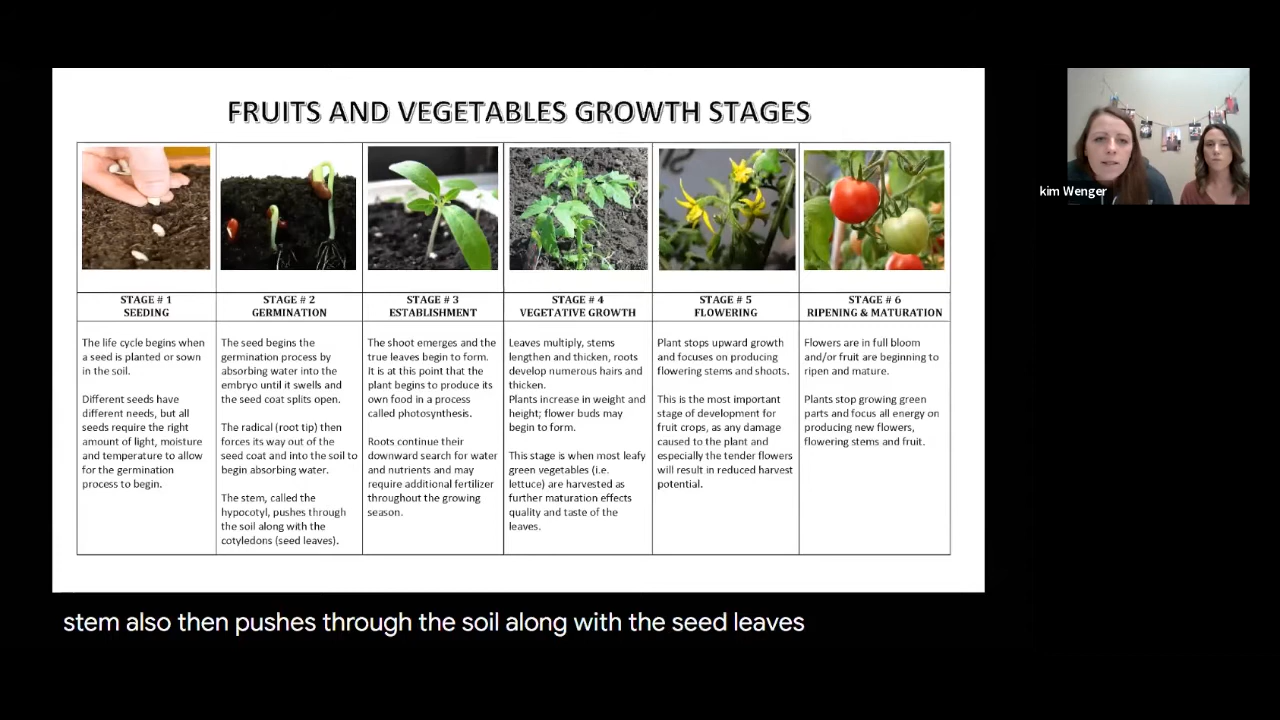 FRUITS AND VEGETABLES GROWTH STAGES
STAGE # 1
SEEDING
The life cycle begins when
a seed is planted or sown
in the soil.
Different seeds have
different needs, but all
seeds require the right
amount of light, moisture
and temperature to allow
for the germination
process to begin.
STAGE # 2
GERMINATION
The seed begins the
germination process by
absorbing water into the
embryo until it swells and
the seed coat splits open.
The radical (root tip) then
forces its way out of the
seed coat and into the soil to
begin absorbing water.
The stem, called the
hypocotyl, pushes through
the soil along with the
cotyledons (seed leaves).
STAGE # 3
ESTABLISHMENT
The shoot emerges and the
true leaves begin to form.
It is at this point that the
plant begins to produce its
own food in a process
called photosynthesis.
Roots continue their
downward search for water
and nutrients and may
require additional fertilizer
throughout the growing
season.
STAGE # 4
VEGETATIVE GROWTH
Leaves multiply, stems
lengthen and thicken, roots
develop numerous hairs and
thicken.
Plants increase in weight and
height; flower buds may
begin to form.
This stage is when most leafy
green vegetables (i.e.
lettuce) are harvested as
further maturation effects
quality and taste of the
leaves.
STAGE # 5
FLOWERING
Plant stops upward growth
and focuses on producing
flowering stems and shoots.
This is the most important
stage of development for
fruit crops, as any damage
caused to the plant and
especially the tender flowers
will result in reduced harvest
potential.
STAGE # 6
RIPENING & MATURATION
Flowers are in full bloom
and/or fruit are beginning to
ripen and mature.
Plants stop growing green
parts and focus all energy on
producing new flowers,
flowering stems and fruit.
kim Wenger
stem also then pushes through the soil along with the seed leaves